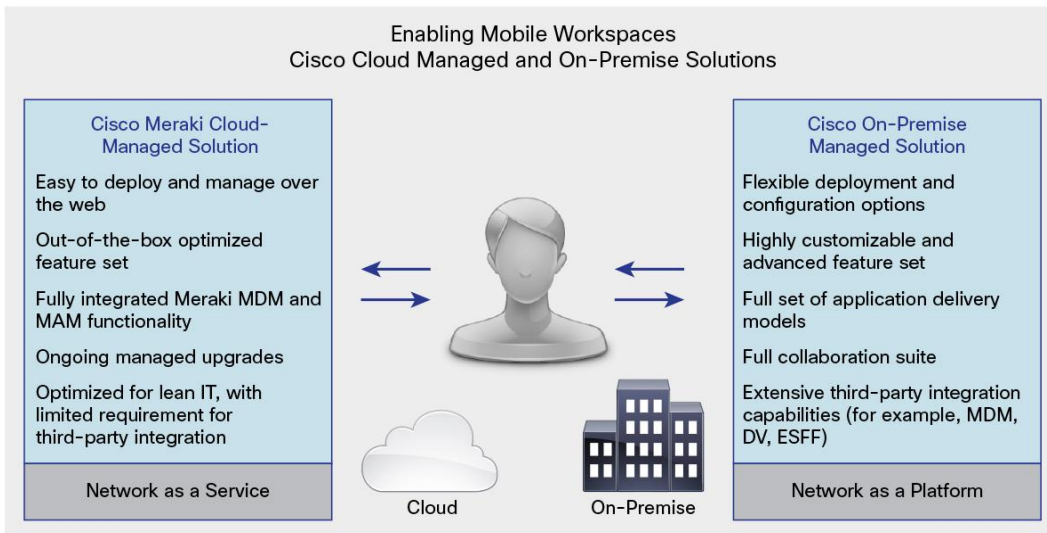 Enabling Mobile Workspaces
Cisco Cloud Managed and On-Premise Solutions
Cisco Meraki Cloud-
Managed Solution
Easy to deploy and manage over
the web
Out-of-the-box optimized
feature set
Fully integrated Meraki MDM and
MAM functionality
Ongoing managed upgrades
Optimized for lean IT, with
limited requirement for
third-party integration
Network as a Service
Cloud
On-Premise
Cisco On-Premise
Managed Solution
Flexible deployment and
configuration options
Highly customizable and
advanced feature set
Full set of application delivery
models
Full collaboration suite
Extensive third-party integration
capabilities (for example, MDM,
DV, ESFF)
Network as a Platform